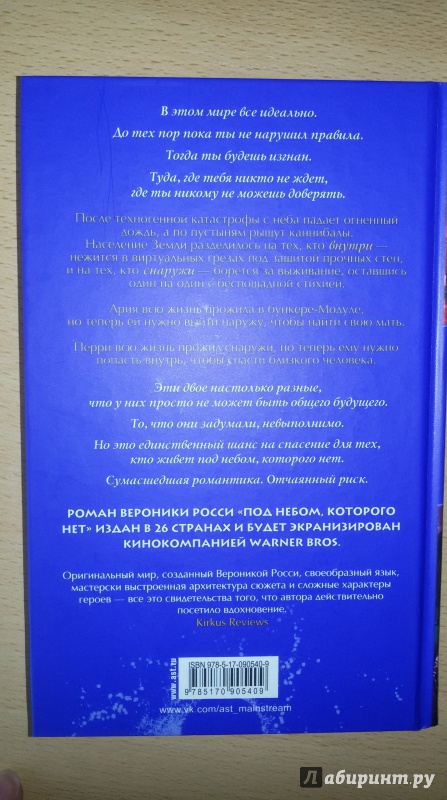 В этом мире все идеально.
До тех пор пока ты не нарушил правила.
Тогда ты будешь изгнан.
Туда, где тебя никто не ждет,
где ты никому не можешь доверять.
После техногенной катастрофы с неба падает огненный
дождь, а по пустыням рыщут каннибалы.
Население Земли разделилось на тех, кто внутри —
нежится в виртуальных грезах под защитой прочных стен,
и на тех, кто снаружи — борется за выживание, оставшись
один на один с беспощадной стихией.
Ария всю жизнь прожила в бункере-Модуле,
но теперь ей нужно выйти наружу, чтобы найти свою мать.
Перри всю жизнь прожил снаружи, но теперь ему нужно
попасть внутрь, чтобы спасти близкого человека.
Эти двое настолько разные,
что у них просто не может быть общего будущего.
То, что они задумали, невыполнимо.
Но это единственный шанс на спасение для тех,
кто живет под небом, которого нет.
Сумасшедшая романтика. Отчаянный риск.
РОМАН ВЕРОНИКИ РОССИ «ПОД НЕБОМ, КОТОРОГО
НЕТ» ИЗДАН В 26 СТРАНАХ И БУДЕТ ЭКРАНИЗИРОВАН
КИНОКОМПАНИЕЙ WARNER BROS.
Оригинальный мир, созданный Вероникой Росси, своеобразный язык,
мастерски выстроенная архитектура сюжета и сложные характеры
героев — все это свидетельства того, что автора действительно
посетило вдохновение.
Kirkus Reviews
www.ast.ru
ISBN 978-5-17-090540-9
9 785170 905409
www.vk.com/ast_mainstream
Лабиринт.ру